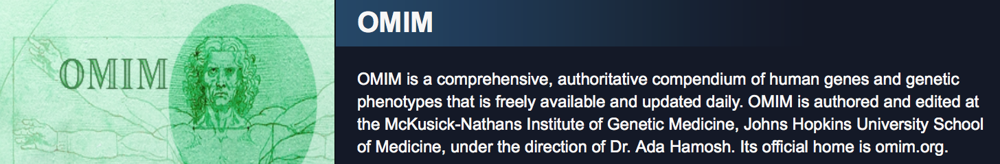 OMIM
OMIM
OMIM is a comprehensive, authoritative compendium of human genes and genetic
phenotypes that is freely available and updated daily. OMIM is authored and edited at
the McKusick-Nathans Institute of Genetic Medicine, Johns Hopkins University School
of Medicine, under the direction of Dr. Ada Hamosh. Its official home is omim.org.